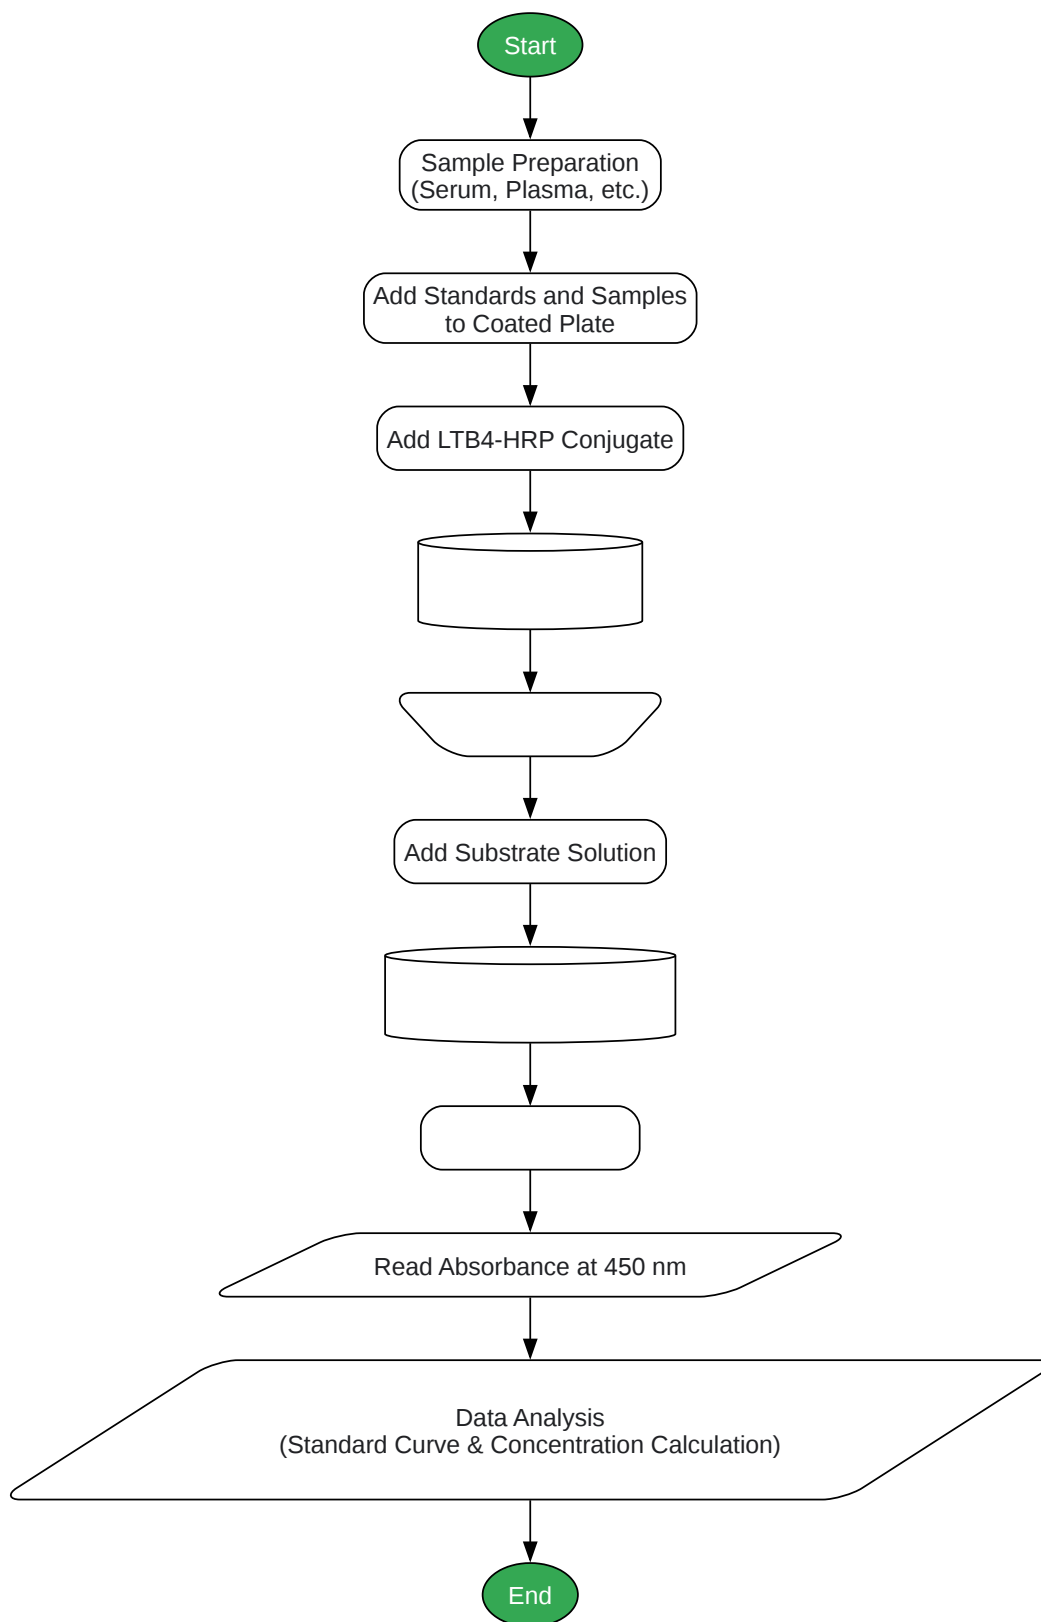 Start
Sample Preparation
(Serum, Plasma, etc.)
Add Standards and Samples
to Coated Plate
Add LTB4-HRP Conjugate
Add Substrate Solution
Read Absorbance at 450 nm
Data Analysis
(Standard Curve & Concentration Calculation)
End